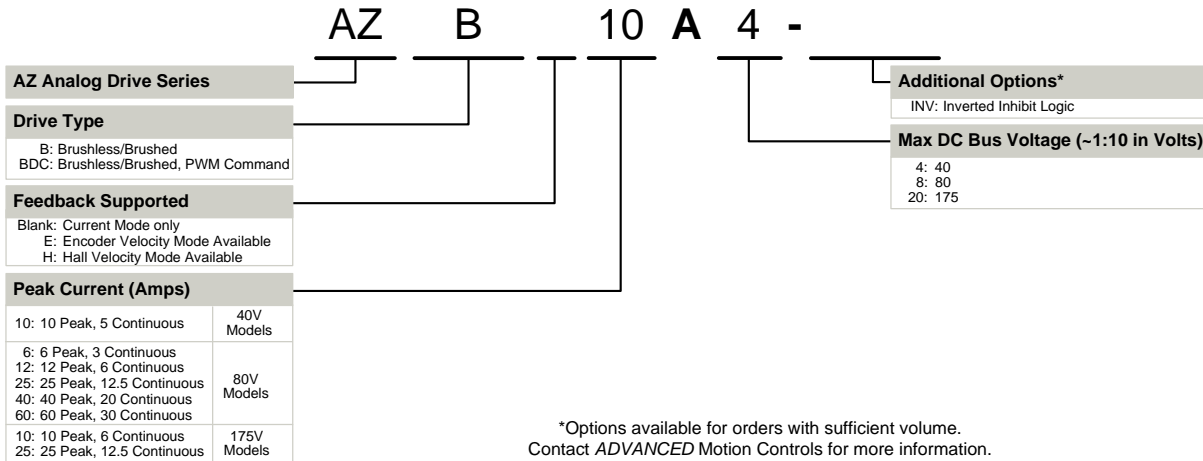 AZ B 10 A 4 -
AZ Analog Drive Series
Drive Type
B: Brushless/Brushed
BDC: Brushless/Brushed, PWM Command
Feedback Supported
Blank: Current Mode only
E: Encoder Velocity Mode Available
H: Hall Velocity Mode Available
Peak Current (Amps)
10: 10 Peak, 5 Continuous
40V
Models
6: 6 Peak, 3 Continuous
12: 12 Peak, 6 Continuous
25: 25 Peak, 12.5 Continuous
40: 40 Peak, 20 Continuous
60: 60 Peak, 30 Continuous
80V
Models
10: 10 Peak, 6 Continuous
25: 25 Peak, 12.5 Continuous
175V
Models
Additional Options*
INV: Inverted Inhibit Logic
Max DC Bus Voltage (~1:10 in Volts)
4: 40
8: 80
20: 175
*Options available for orders with sufficient volume.
Contact ADVANCED Motion Controls for more information.